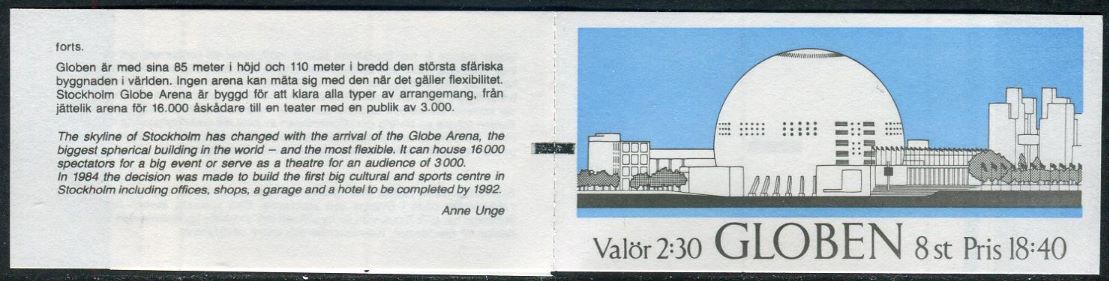 forts.
Globen är med sina 85 meter i höjd och 110 meter i bredd den största sfäriska
byggnaden i världen. Ingen arena kan mäta sig med den när det gäller flexibilitet.
Stockholm Globe Arena är byggd för att klara alla typer av arrangemang, från
jättelik arena för 16.000 åskådare till en teater med en publik av 3.000.
The skyline of Stockholm has changed with the arrival of the Globe Arena, the
biggest spherical building in the world – and the most flexible. It can house 16 000
spectators for a big event or serve as a theatre for an audience of 3 000.
In 1984 the decision was made to build the first big cultural and sports centre in
Stockholm including offices, shops, a garage and a hotel to be completed by 1992.
Anne Unge
Valör 2:30 GLOBEN 8 st Pris 18:40